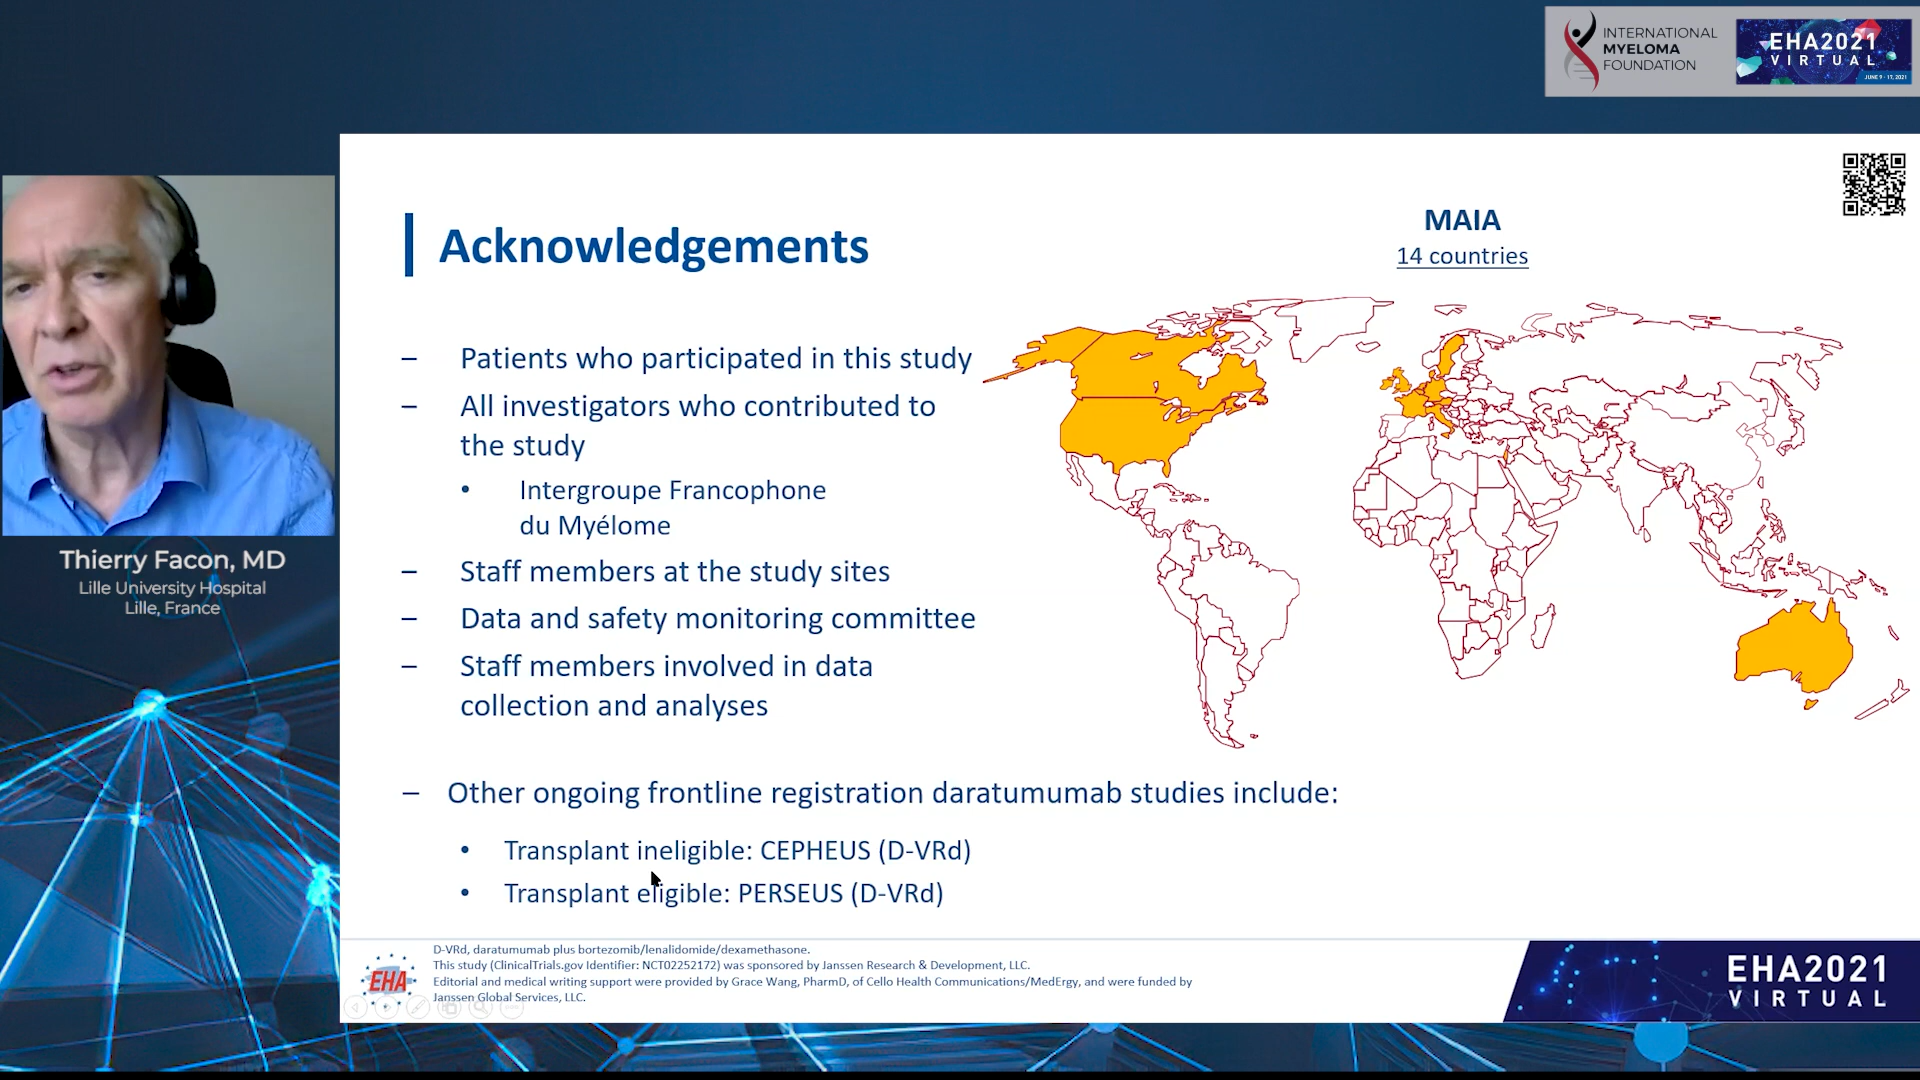 INTERNATIONAL
MYELOMA
FOUNDATION
EHA2021
VIRTUAL
JUNE 9 - 17, 2021
Acknowledgements
MAIA
14 countries
– Patients who participated in this study
– All investigators who contributed to
the study
• Intergroupe Francophone
du Myélome
– Staff members at the study sites
– Data and safety monitoring committee
– Staff members involved in data
collection and analyses
– Other ongoing frontline registration daratumumab studies include:
• Transplant ineligible: CEPHEUS (D-VRd)
• Transplant eligible: PERSEUS (D-VRd)
Thierry Facon, MD
Lille University Hospital
Lille, France
EHA
D-VRd, daratumumab plus bortezomib/lenalidomide/dexamethasone.
This study (ClinicalTrials.gov Identifier: NCT02252172) was sponsored by Janssen Research & Development, LLC.
Editorial and medical writing support were provided by Grace Wang, PharmD, of Cello Health Communications/MedErgy, and were funded by
Janssen Global Services, LLC.
EHA2021
VIRTUAL